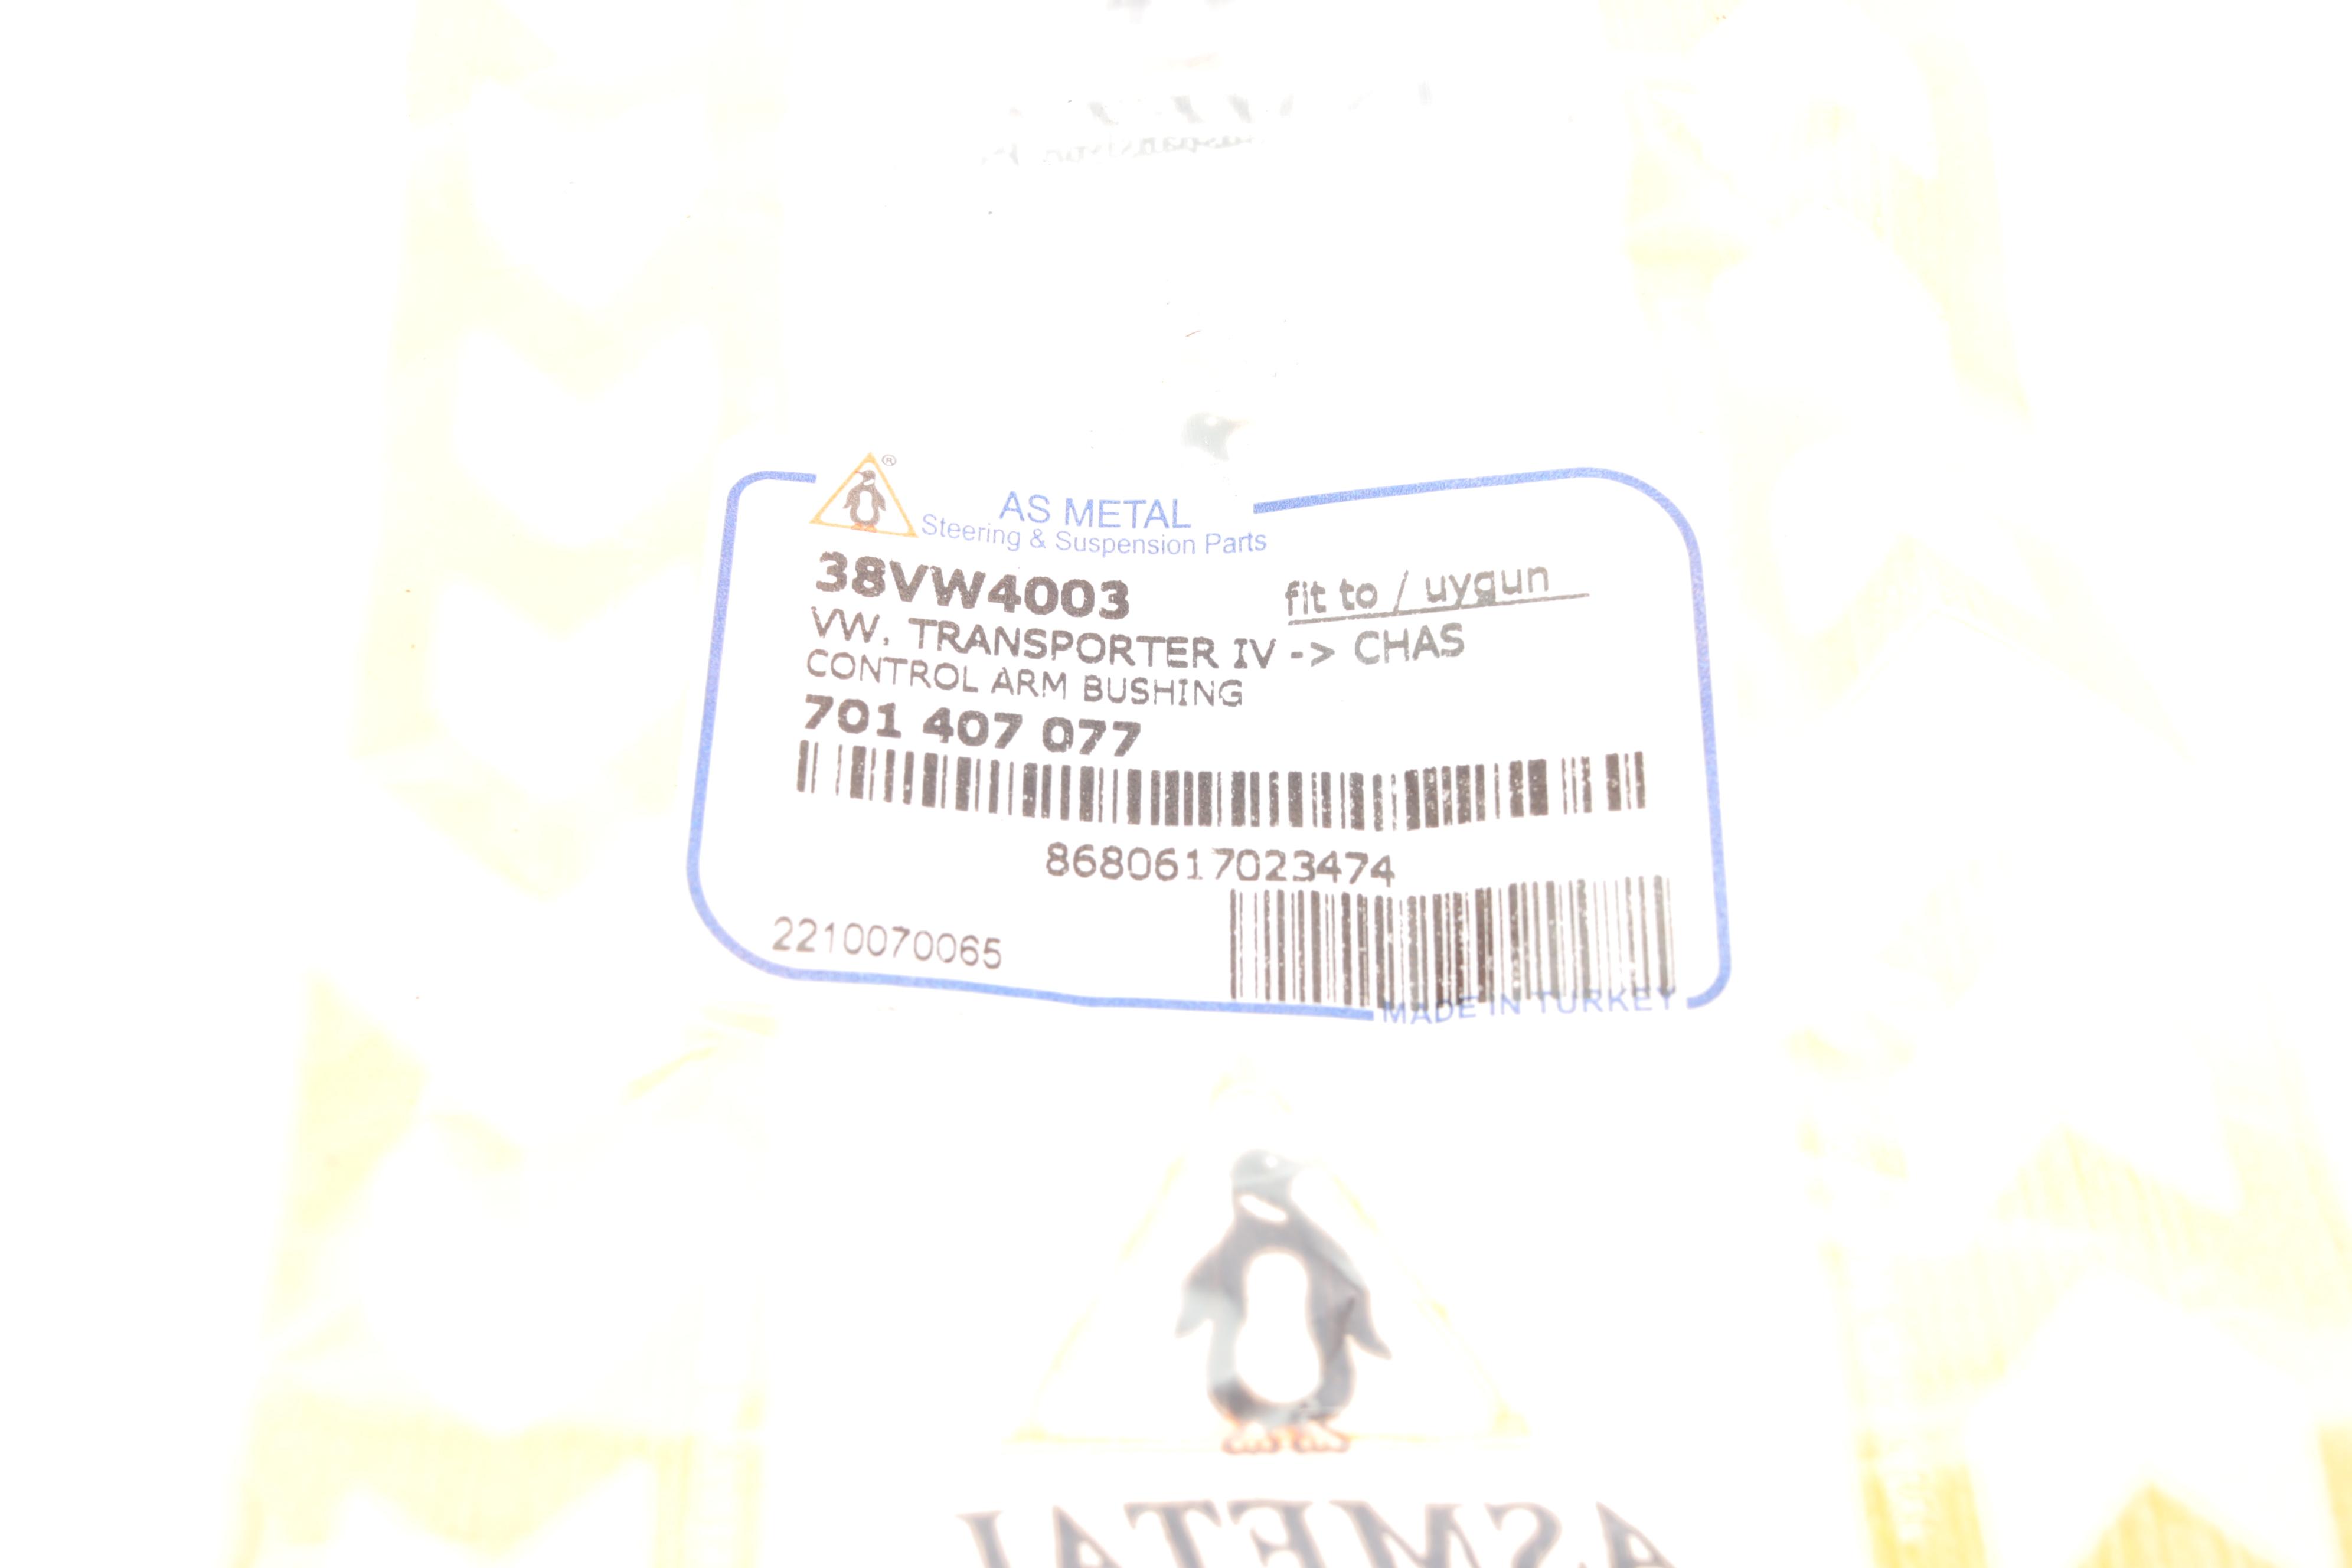 AS METAL
Steering & Suspension Parts
38VW4003
fit to / uygun
VW. TRANSPORTER IV -> CHAS
CONTROL ARM BUSHING
701 407 077
8680617023474
2210070065
MADE IN TURKEY
ASMETAL